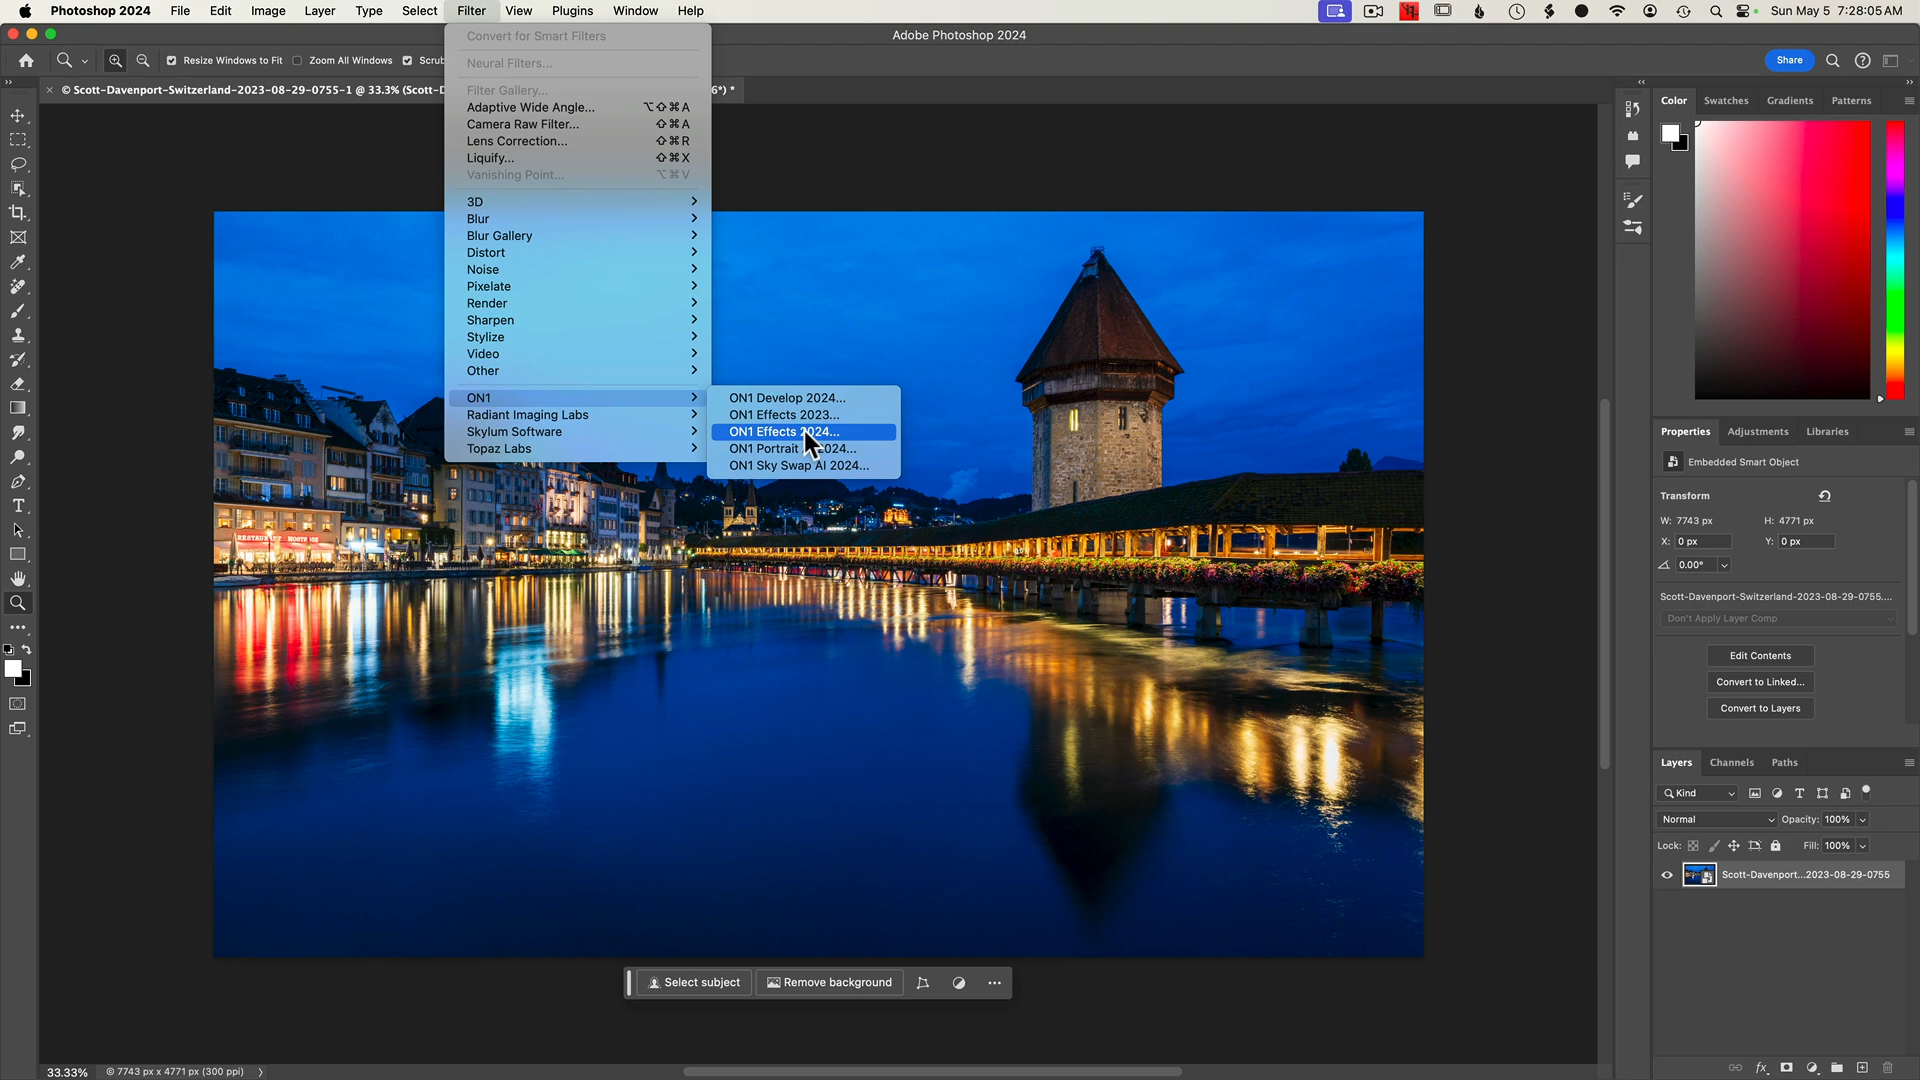 Photoshop 2024 File Edit Image Layer Type Select Filter View Plugins Window Help Sun May 5 7:28:05 AM
Adobe Photoshop 2024
Resize Windows to Fit Zoom All Windows Scrub Share
© Scott-Davenport-Switzerland-2023-08-29-0755-1 @ 33.3% (Scott-D 6*) *
Convert for Smart Filters
Neural Filters...
Filter Gallery...
Adaptive Wide Angle... ⌥⇧⌘A
Camera Raw Filter... ⇧⌘A
Lens Correction... ⇧⌘R
Liquify... ⇧⌘X
Vanishing Point... ⌥⌘V
3D
Blur
Blur Gallery
Distort
Noise
Pixelate
Render
Sharpen
Stylize
Video
Other
ON1
Radiant Imaging Labs
Skylum Software
Topaz Labs
ON1 Develop 2024...
ON1 Effects 2023...
ON1 Effects 2024...
ON1 Portrait 2024...
ON1 Sky Swap AI 2024...
RESTAURANT
Select subject Remove background
33.33% © 7743 px x 4771 px (300 ppi)
Color Swatches Gradients Patterns
Properties Adjustments Libraries
Embedded Smart Object
Transform
W: 7743 px H: 4771 px
X: 0 px Y: 0 px
0.00°
Scott-Davenport-Switzerland-2023-08-29-0755....
Don't Apply Layer Comp
Edit Contents
Convert to Linked...
Convert to Layers
Layers Channels Paths
Kind
Normal Opacity: 100%
Lock: Fill: 100%
Scott-Davenport...2023-08-29-0755
fx